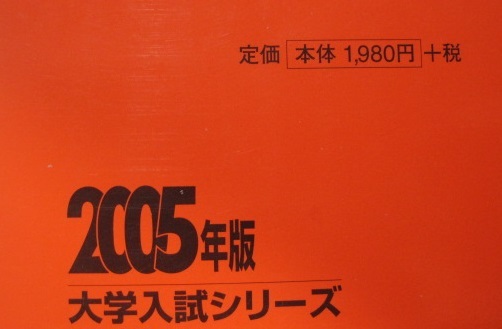 定価 本体 1,980円 +税
2005年版
大学入試シリーズ